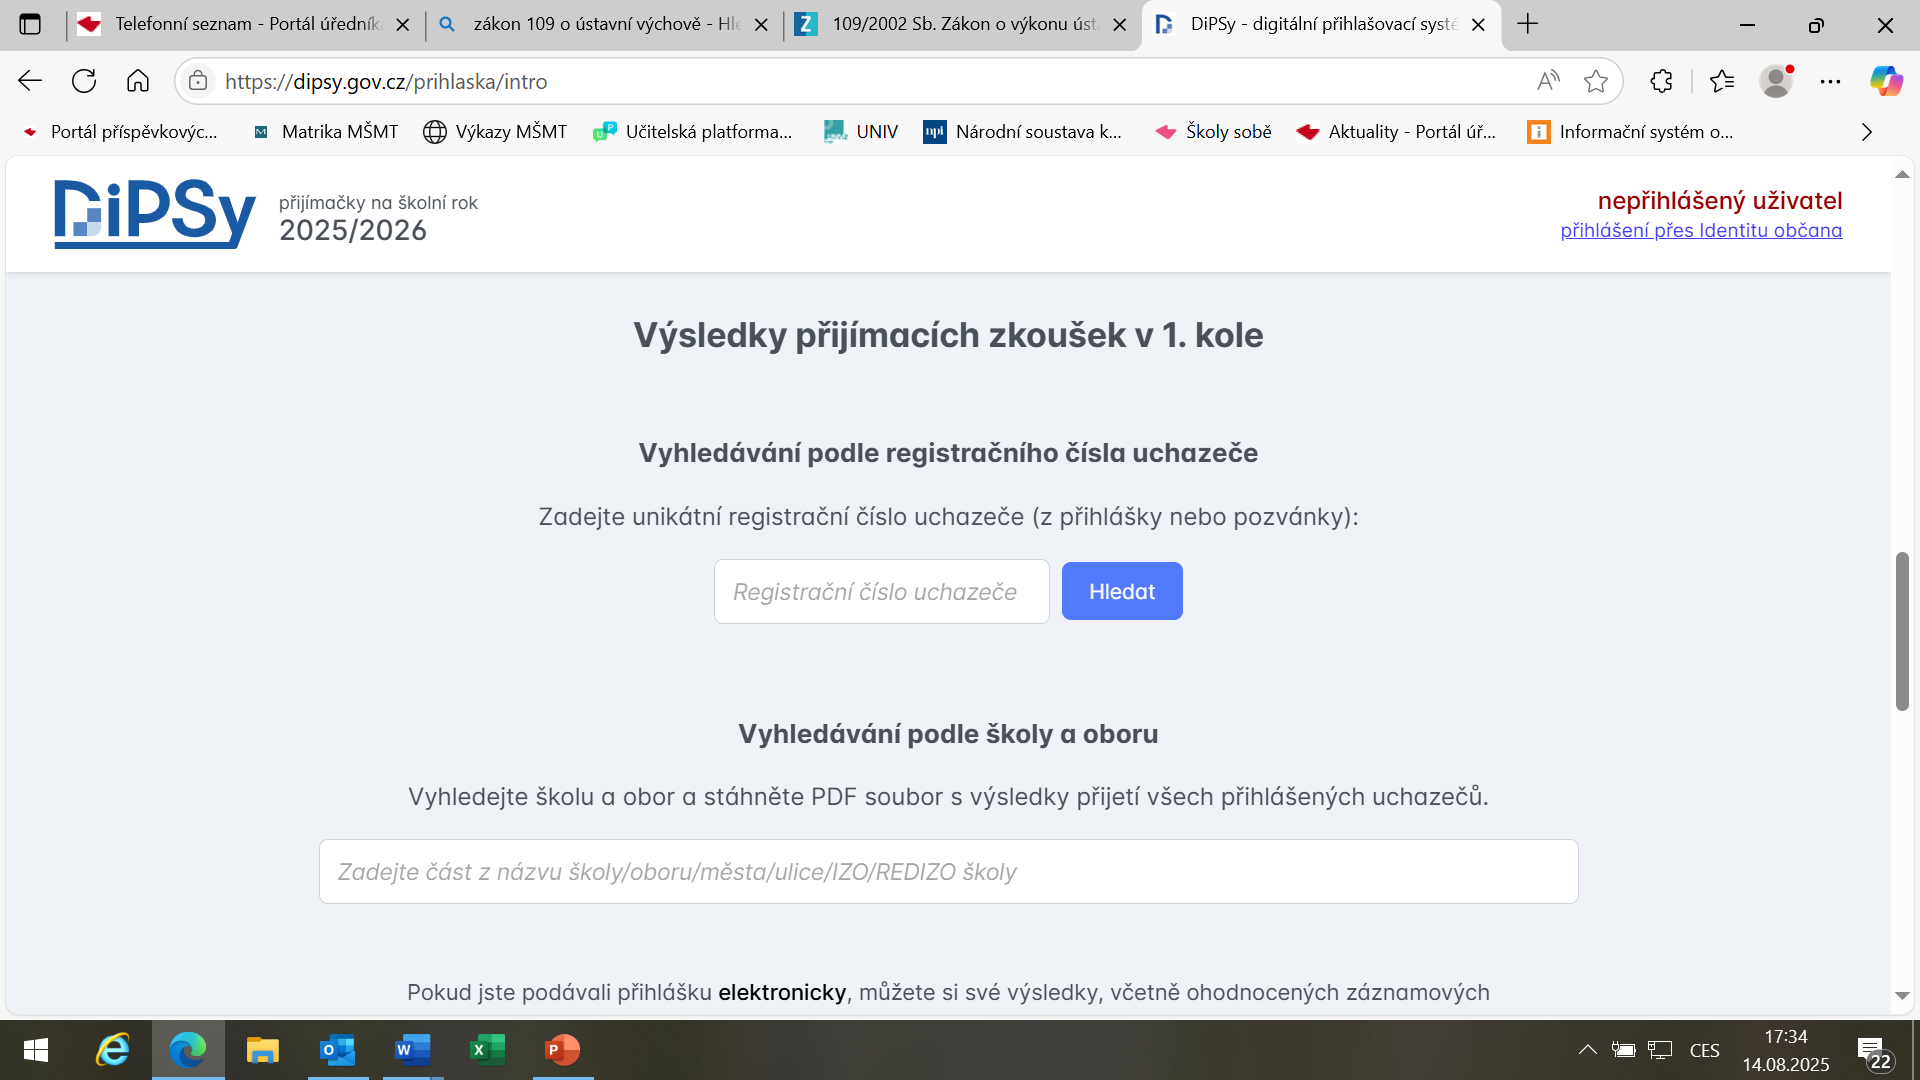 Telefonní seznam - Portál úředníka
zákon 109 o ústavní výchově - Hle
109/2002 Sb. Zákon o výkonu ústa
DiPSy - digitální přihlašovací systé
https://dipsy.gov.cz/prihlaska/intro
Portál příspěvkovýc...
Matrika MŠMT
Výkazy MŠMT
Učitelská platforma...
UNIV
npi
Národní soustava k...
Školy sobě
Aktuality - Portál úř...
Informační systém o...
DiPSy
přijímačky na školní rok
2025/2026
nepřihlášený uživatel
přihlášení přes Identitu občana
Výsledky přijímacích zkoušek v 1. kole
Vyhledávání podle registračního čísla uchazeče
Zadejte unikátní registrační číslo uchazeče (z přihlášky nebo pozvánky):
Registrační číslo uchazeče
Hledat
Vyhledávání podle školy a oboru
Vyhledejte školu a obor a stáhněte PDF soubor s výsledky přijetí všech přihlášených uchazečů.
Zadejte část z názvu školy/oboru/města/ulice/IZO/REDIZO školy
Pokud jste podávali přihlášku elektronicky, můžete si své výsledky, včetně ohodnocených záznamových
CES
17:34
14.08.2025
22